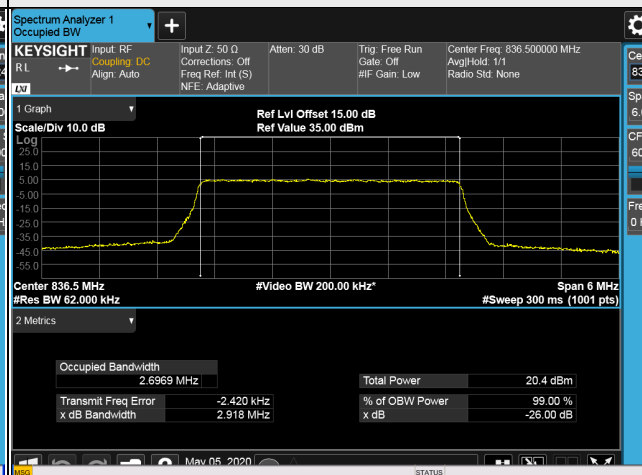 Spectrum Analyzer 1
Occupied BW
KEYSIGHT
RL
LXI
Input: RF
Coupling: DC
Align: Auto
Input Z: 50 Ω
Corrections: Off
Freq Ref: Int (S)
NFE: Adaptive
Atten: 30 dB
Trig: Free Run
Gate: Off
#IF Gain: Low
Center Freq: 836.500000 MHz
Avg|Hold: 1/1
Radio Std: None
1 Graph
Scale/Div 10.0 dB
Ref Lvl Offset 15.00 dB
Ref Value 35.00 dBm
Log
25.0
15.0
5.00
-5.00
-15.0
-25.0
-35.0
-45.0
-55.0
Center 836.5 MHz
#Res BW 62.000 kHz
#Video BW 200.00 kHz*
Span 6 MHz
#Sweep 300 ms (1001 pts)
2 Metrics
Occupied Bandwidth
2.6969 MHz
Transmit Freq Error -2.420 kHz
x dB Bandwidth 2.918 MHz
Total Power 20.4 dBm
% of OBW Power 99.00 %
x dB -26.00 dB
May 05, 2020
MSG
STATUS